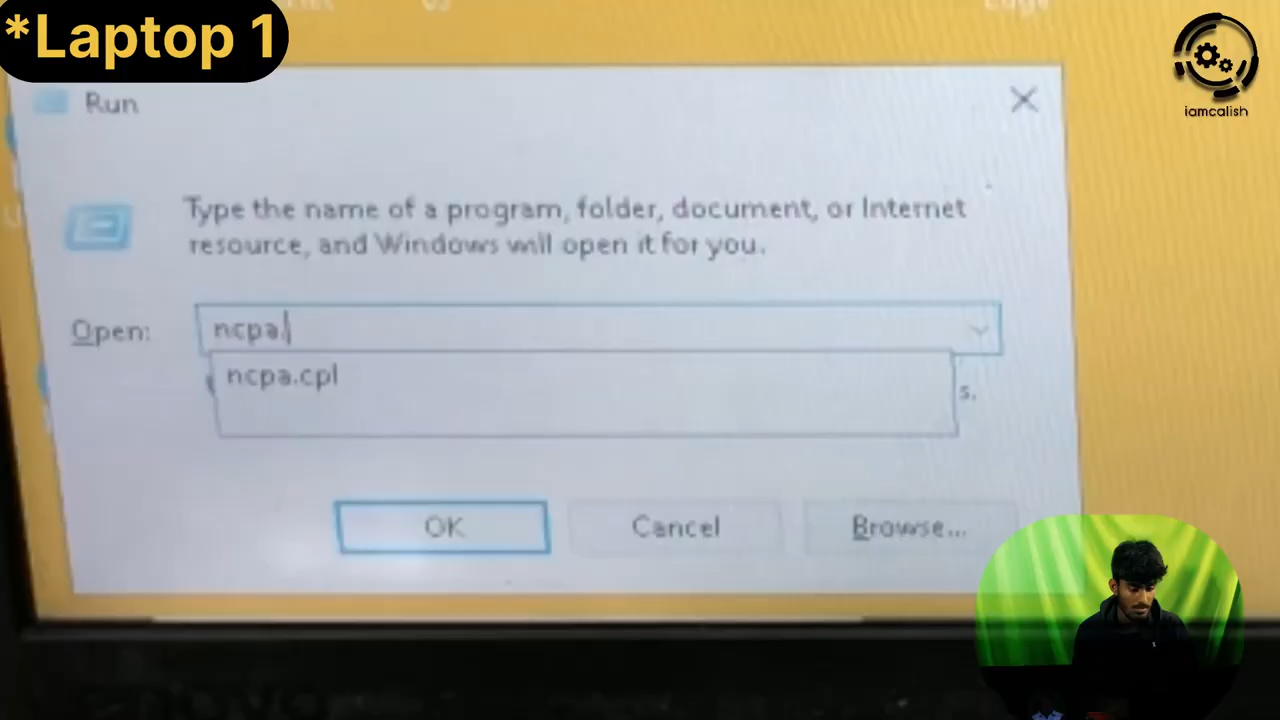 *Laptop 1
iamcalish
Edge
Run
Type the name of a program, folder, document, or Internet
resource, and Windows will open it for you.
Open:
ncpa.
ncpa.cpl
s.
OK
Cancel
Browse...